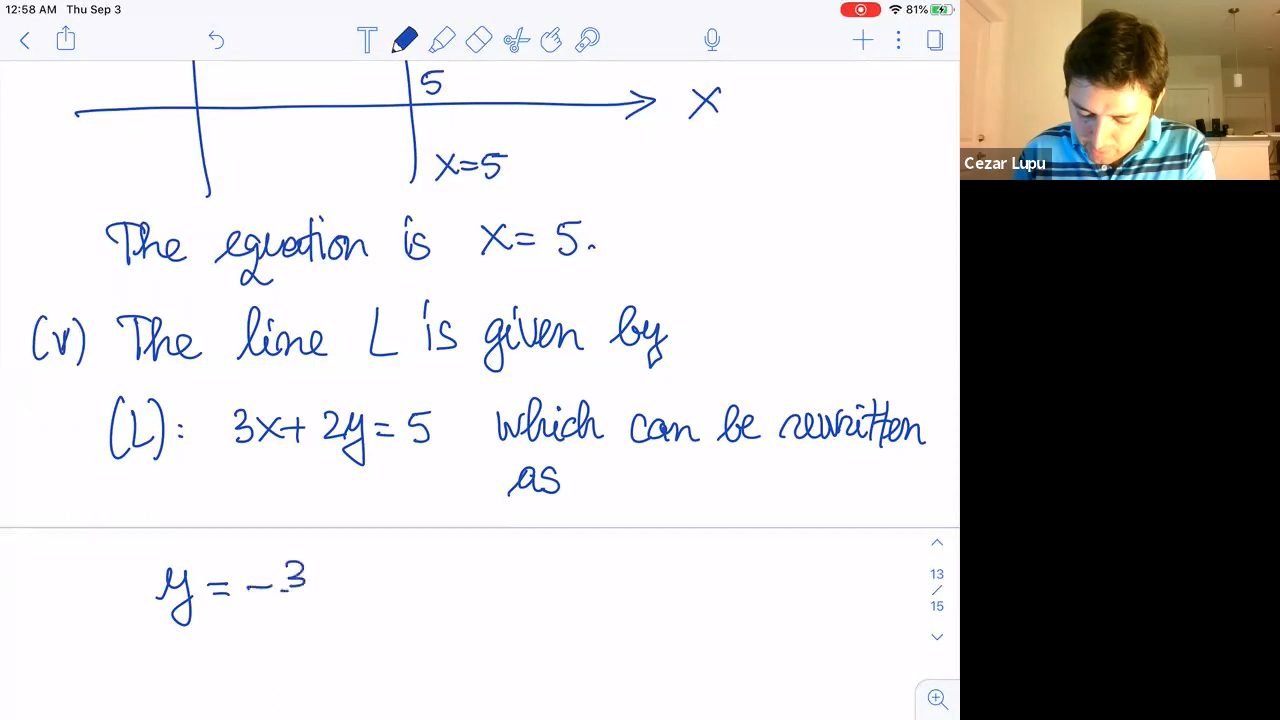 12:58 AM Thu Sep 3
81%
T
5
x
x=5
The equation is x= 5.
(v) The line L is given by
(L): 3x+ 2y= 5 which can be rewritten
as
y = -3
13
/
15
Cezar Lupu